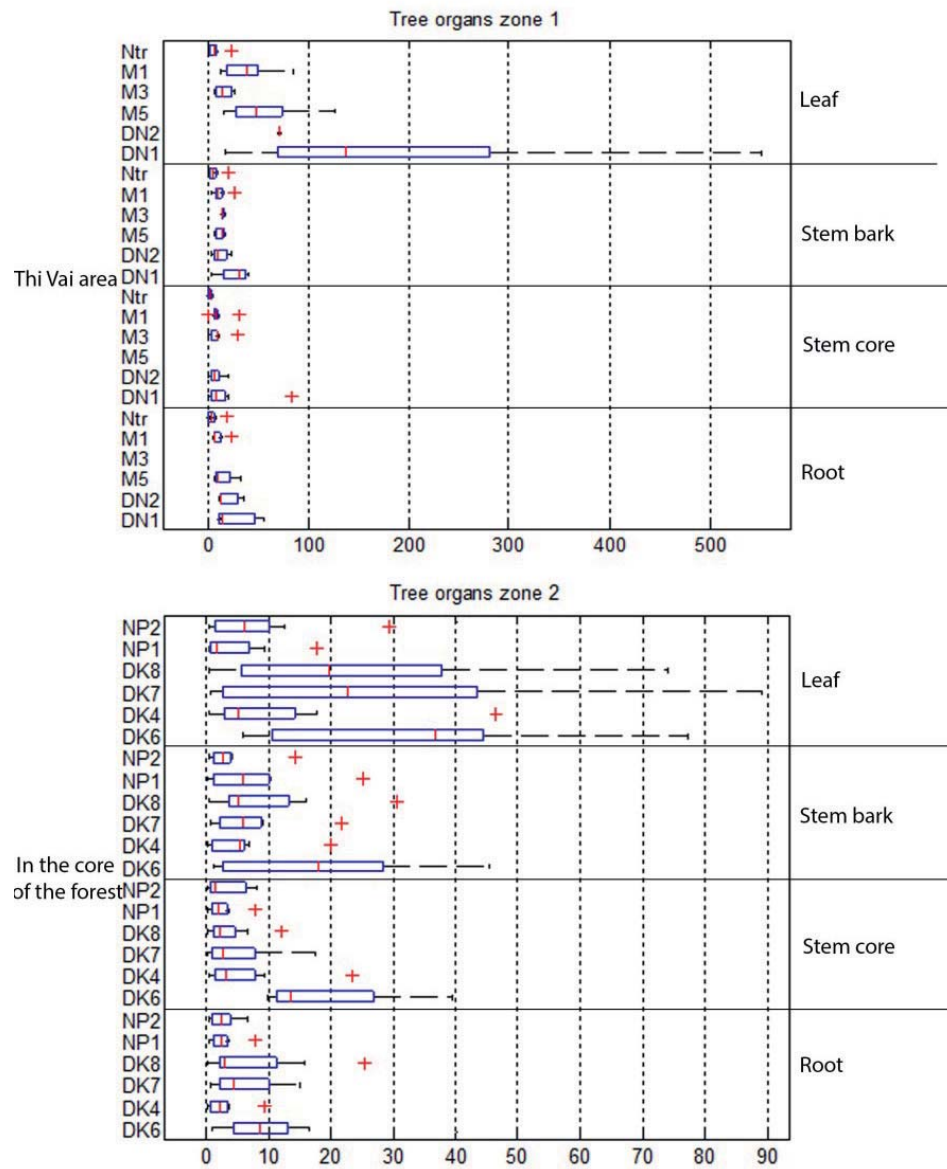 Tree organs zone 1
Ntr
M1
M3
M5
DN2
DN1
Leaf
Ntr
M1
M3
M5
DN2
DN1
Stem bark
Thi Vai area
Ntr
M1
M3
M5
DN2
DN1
Stem core
Ntr
M1
M3
M5
DN2
DN1
Root
0 100 200 300 400 500
Tree organs zone 2
NP2
NP1
DK8
DK7
DK4
DK6
Leaf
NP2
NP1
DK8
DK7
DK4
DK6
Stem bark
In the core
of the forest
NP2
NP1
DK8
DK7
DK4
DK6
Stem core
NP2
NP1
DK8
DK7
DK4
DK6
Root
0 10 20 30 40 50 60 70 80 90